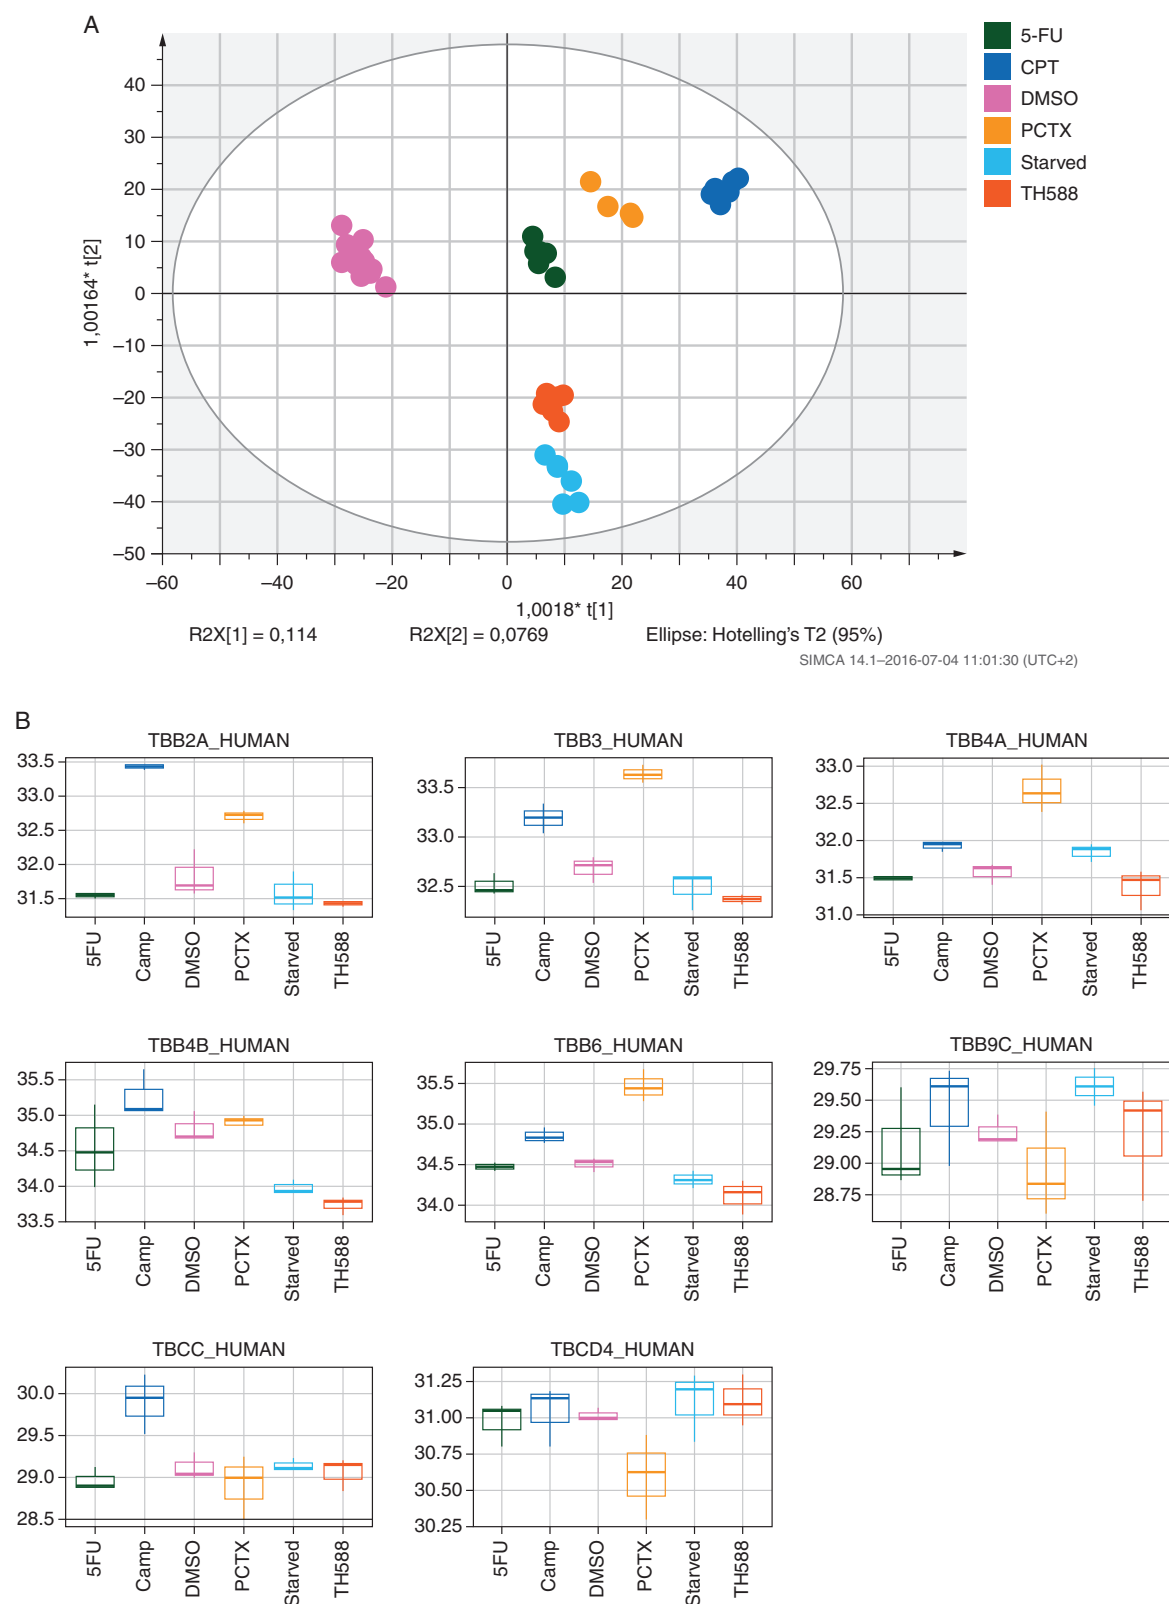 A
5-FU
CPT
DMSO
PCTX
Starved
TH588
40
30
20
10
0
−10
−20
−30
−40
−50
1,00164* t[2]
−60 −40 −20 0 20 40 60
1,0018* t[1]
R2X[1] = 0,114 R2X[2] = 0,0769 Ellipse: Hotelling's T2 (95%)
SIMCA 14.1–2016-07-04 11:01:30 (UTC+2)
B
TBB2A_HUMAN
33.5
33.0
32.5
32.0
31.5
5FU Camp DMSO PCTX Starved TH588
TBB3_HUMAN
33.5
33.0
32.5
5FU Camp DMSO PCTX Starved TH588
TBB4A_HUMAN
33.0
32.5
32.0
31.5
31.0
5FU Camp DMSO PCTX Starved TH588
TBB4B_HUMAN
35.5
35.0
34.5
34.0
33.5
5FU Camp DMSO PCTX Starved TH588
TBB6_HUMAN
35.5
35.0
34.5
34.0
5FU Camp DMSO PCTX Starved TH588
TBB9C_HUMAN
29.75
29.50
29.25
29.00
28.75
5FU Camp DMSO PCTX Starved TH588
TBCC_HUMAN
30.0
29.5
29.0
28.5
5FU Camp DMSO PCTX Starved TH588
TBCD4_HUMAN
31.25
31.00
30.75
30.50
30.25
5FU Camp DMSO PCTX Starved TH588